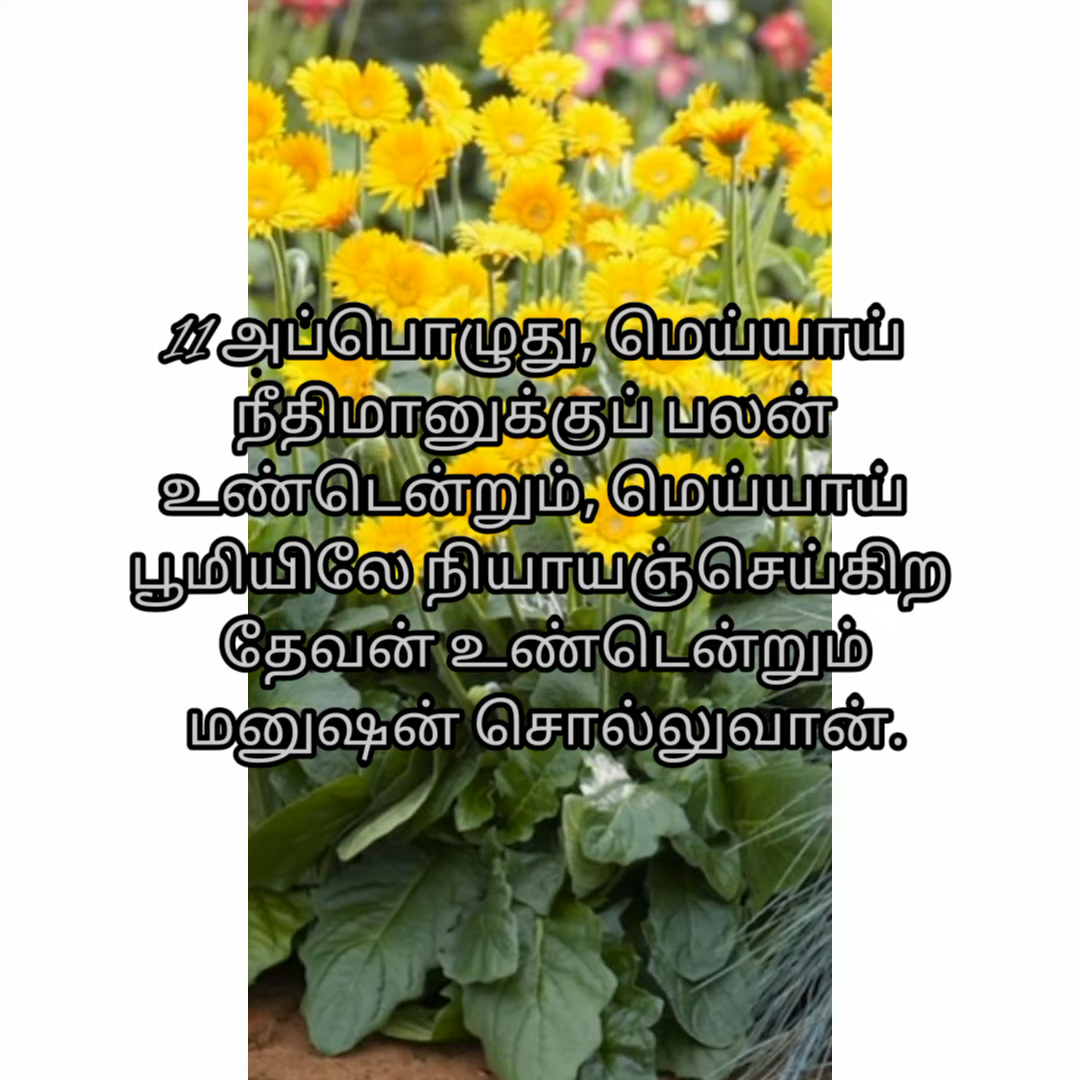 11 அப்பொழுது, மெய்யாய்
நீதிமானுக்குப் பலன்
உண்டென்றும், மெய்யாய்
பூமியிலே நியாயஞ்செய்கிற
தேவன் உண்டென்றும்
மனுஷன் சொல்லுவான்.